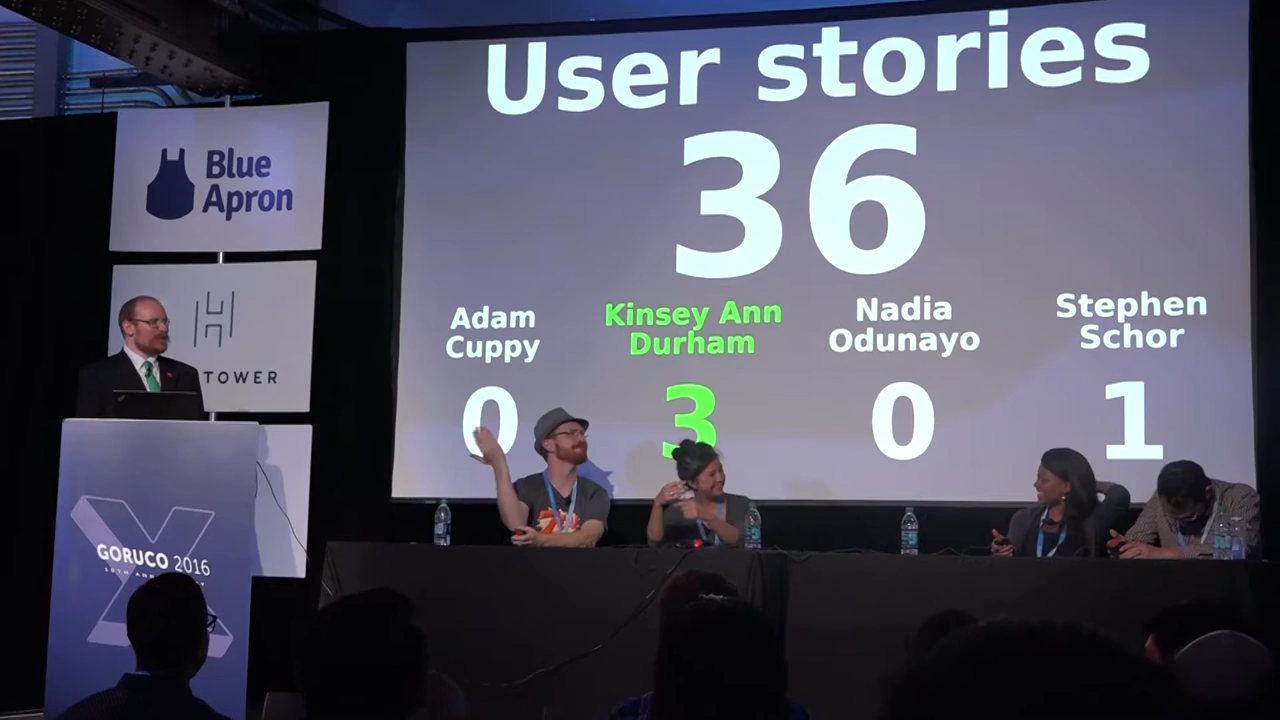 User stories
36
Adam
Cuppy
0
Kinsey Ann
Durham
3
Nadia
Odunayo
0
Stephen
Schor
1
Blue
Apron
TOWER
GORUCO 2016